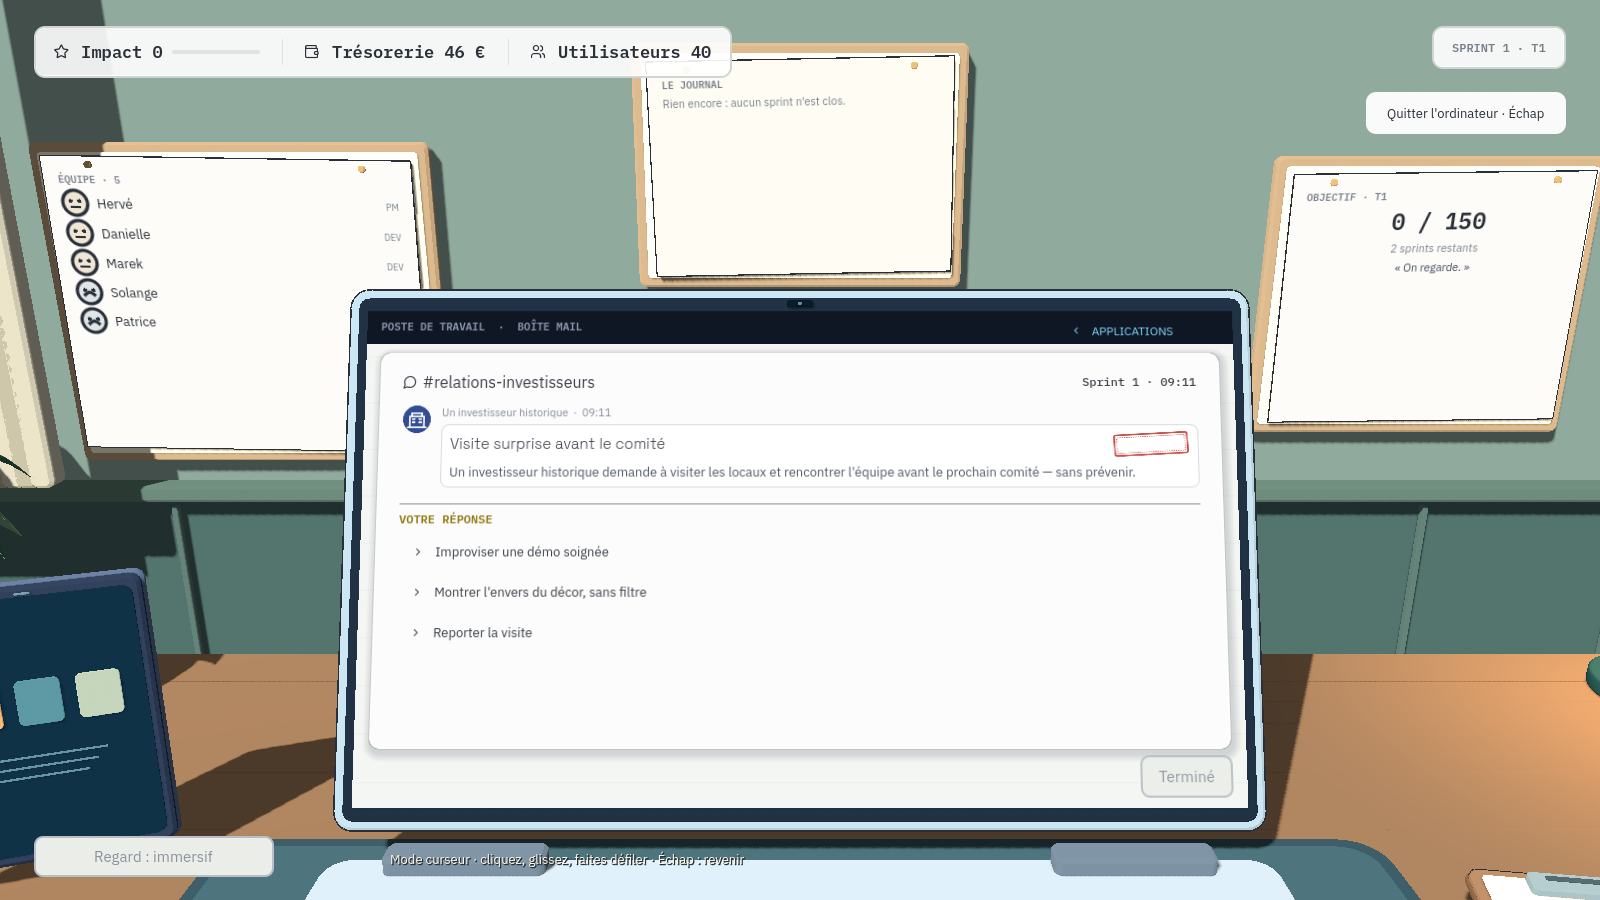 Impact 0
Trésorerie 46 €
Utilisateurs 40
SPRINT 1 · T1
Quitter l'ordinateur · Échap
LE JOURNAL
Rien encore : aucun sprint n'est clos.
ÉQUIPE · 5
Hervé PM
Danielle DEV
Marek DEV
Solange
Patrice
OBJECTIF · T1
0 / 150
2 sprints restants
« On regarde. »
POSTE DE TRAVAIL · BOÎTE MAIL
‹ APPLICATIONS
#relations-investisseurs
Sprint 1 · 09:11
Un investisseur historique · 09:11
Visite surprise avant le comité
Un investisseur historique demande à visiter les locaux et rencontrer l'équipe avant le prochain comité — sans prévenir.
VOTRE RÉPONSE
› Improviser une démo soignée
› Montrer l'envers du décor, sans filtre
› Reporter la visite
Terminé
Regard : immersif
Mode curseur · cliquez, glissez, faites défiler · Échap : revenir